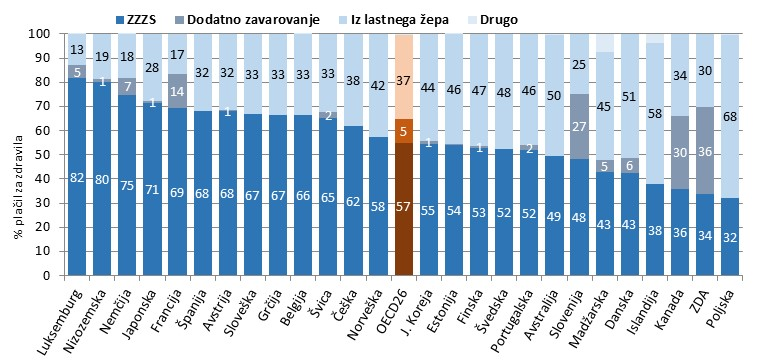 ZZZS Dodatno zavarovanje Iz lastnega žepa Drugo
% plačil za zdravila
100
90
80
70
60
50
40
30
20
10
0
13 19 18 28 17 32 32 33 33 33 33 38 42 37 44 46 47 48 46 50 25 45 51 58 34 30 68
5 1 7 1 14 1 2 5 1 1 2 27 5 6 30 36
82 80 75 71 69 68 68 67 67 66 65 62 58 57 55 54 53 52 52 49 48 43 43 38 36 34 32
Luksemburg
Nizozemska
Nemčija
Japonska
Francija
Španija
Avstrija
Sloveška
Grčija
Belgija
Švica
Češka
Norveška
OECD26
J. Koreja
Estonija
Finska
Švedska
Portugalska
Avstralija
Slovenija
Madžarska
Danska
Islandija
Kanada
ZDA
Poljska